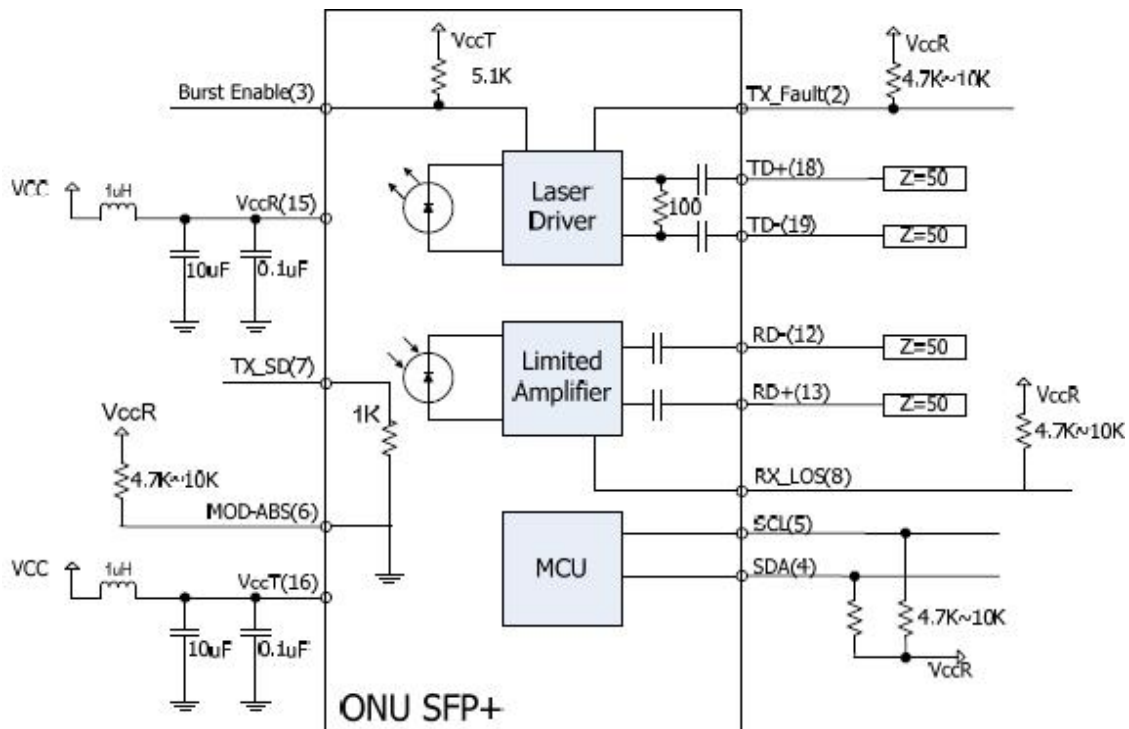 VccT
5.1K
Burst Enable(3)
VccR
4.7K~10K
TX_Fault(2)
VCC
1uH
VccR(15)
10uF
0.1uF
Laser
Driver
100
TD+(18)
Z=50
TD-(19)
Z=50
TX_SD(7)
1K
Limited
Amplifier
RD-(12)
Z=50
RD+(13)
Z=50
VccR
4.7K~10K
RX_LOS(8)
VccR
4.7K~10K
MOD-ABS(6)
VCC
1uH
VccT(16)
10uF
0.1uF
MCU
SCL(5)
SDA(4)
4.7K~10K
VccR
ONU SFP+